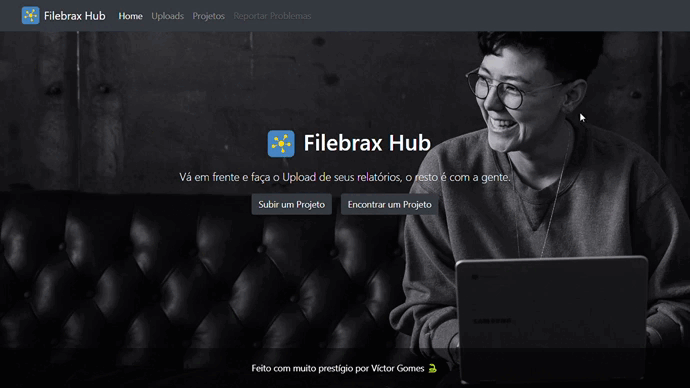 Filebrax Hub Home Uploads Projetos Reportar Problemas
Filebrax Hub
Vá em frente e faça o Upload de seus relatórios, o resto é com a gente.
Subir um Projeto Encontrar um Projeto
Feito com muito prestígio por Víctor Gomes 🐍